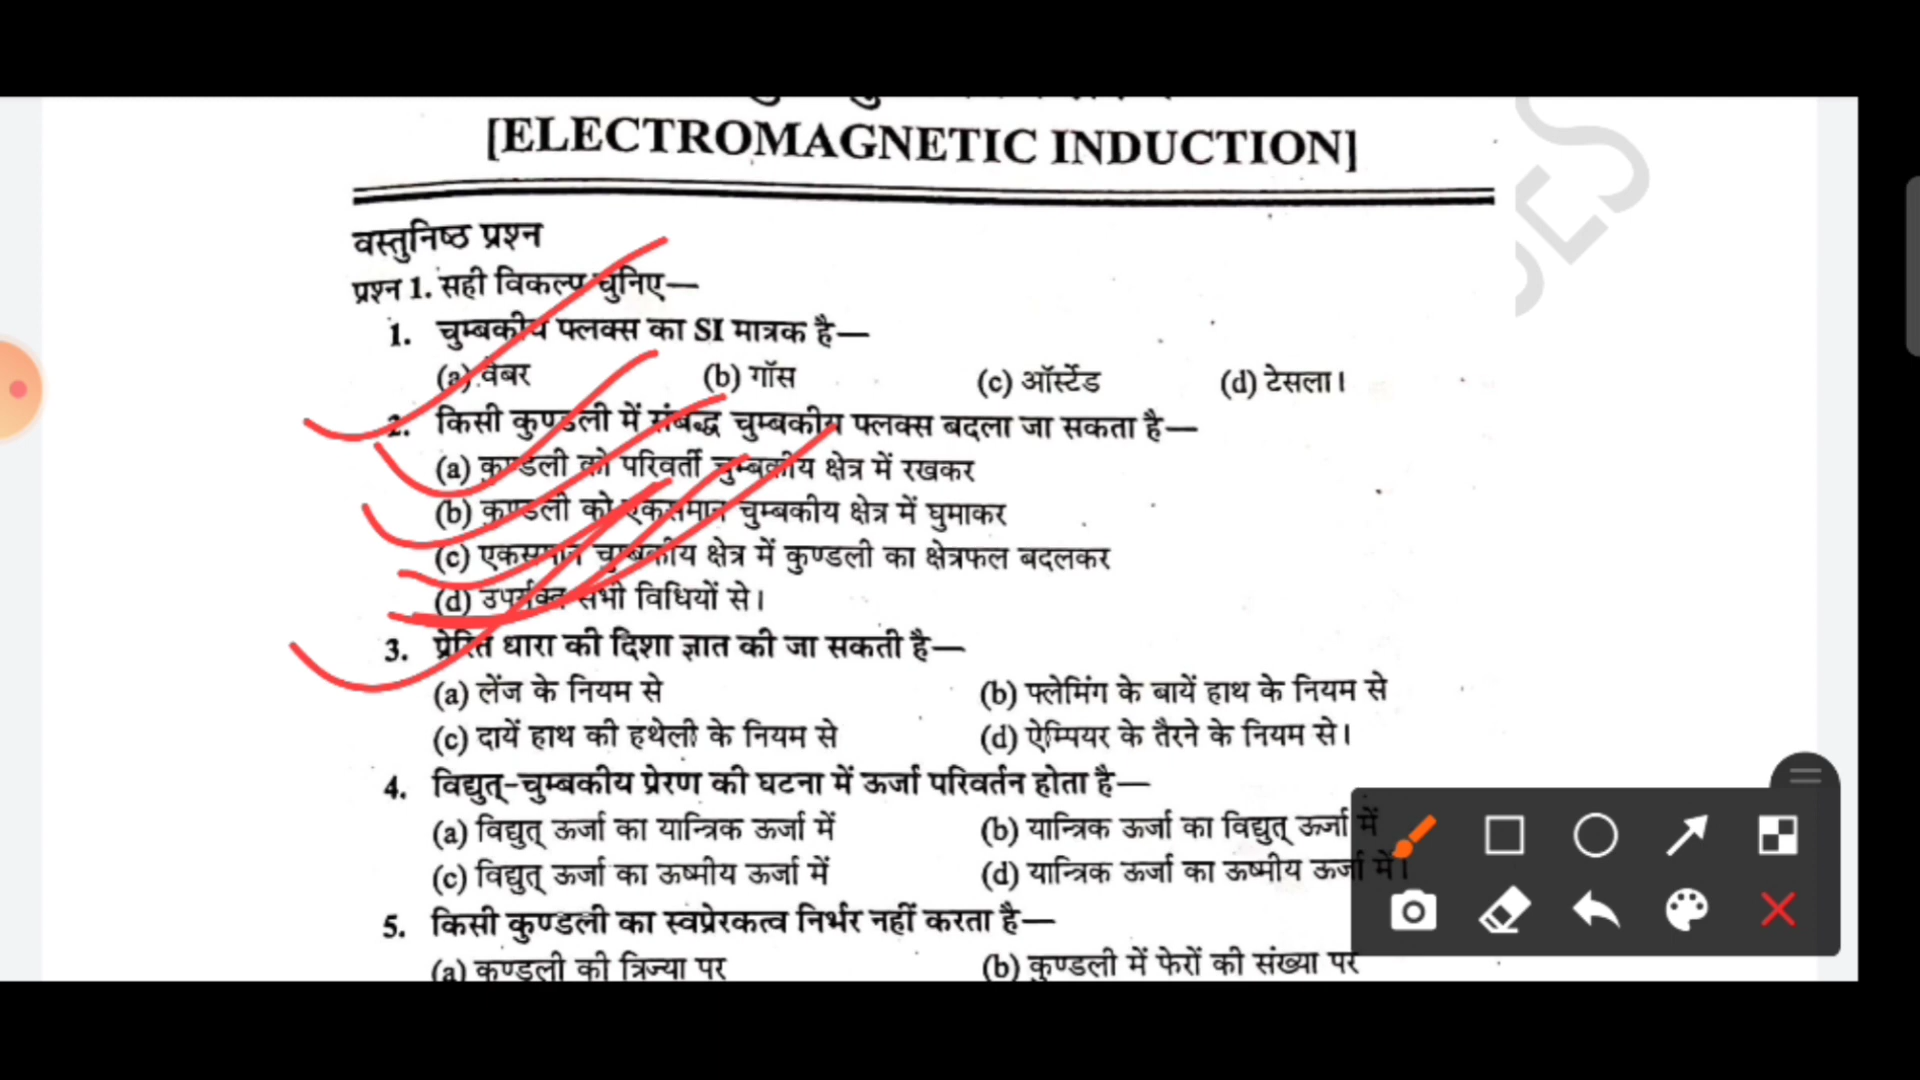 [ELECTROMAGNETIC INDUCTION]
वस्तुनिष्ठ प्रश्न
प्रश्न 1. सही विकल्प चुनिए—
1. चुम्बकीय फ्लक्स का SI मात्रक है—
(a) वेबर (b) गॉस (c) ऑर्स्टेड (d) टेसला।
2. किसी कुण्डली में संबद्ध चुम्बकीय फ्लक्स बदला जा सकता है—
(a) कुण्डली को परिवर्ती चुम्बकीय क्षेत्र में रखकर
(b) कुण्डली को एकसमान चुम्बकीय क्षेत्र में घुमाकर
(c) एकसमान चुम्बकीय क्षेत्र में कुण्डली का क्षेत्रफल बदलकर
(d) उपर्युक्त सभी विधियों से।
3. प्रेरित धारा की दिशा ज्ञात की जा सकती है—
(a) लेंज के नियम से (b) फ्लेमिंग के बायें हाथ के नियम से
(c) दायें हाथ की हथेली के नियम से (d) ऐम्पियर के तैरने के नियम से।
4. विद्युत्-चुम्बकीय प्रेरण की घटना में ऊर्जा परिवर्तन होता है—
(a) विद्युत् ऊर्जा का यान्त्रिक ऊर्जा में (b) यान्त्रिक ऊर्जा का विद्युत् ऊर्जा में
(c) विद्युत् ऊर्जा का ऊष्मीय ऊर्जा में (d) यान्त्रिक ऊर्जा का ऊष्मीय ऊर्जा में।
5. किसी कुण्डली का स्वप्रेरकत्व निर्भर नहीं करता है—
(a) कुण्डली की त्रिज्या पर (b) कुण्डली में फेरों की संख्या पर